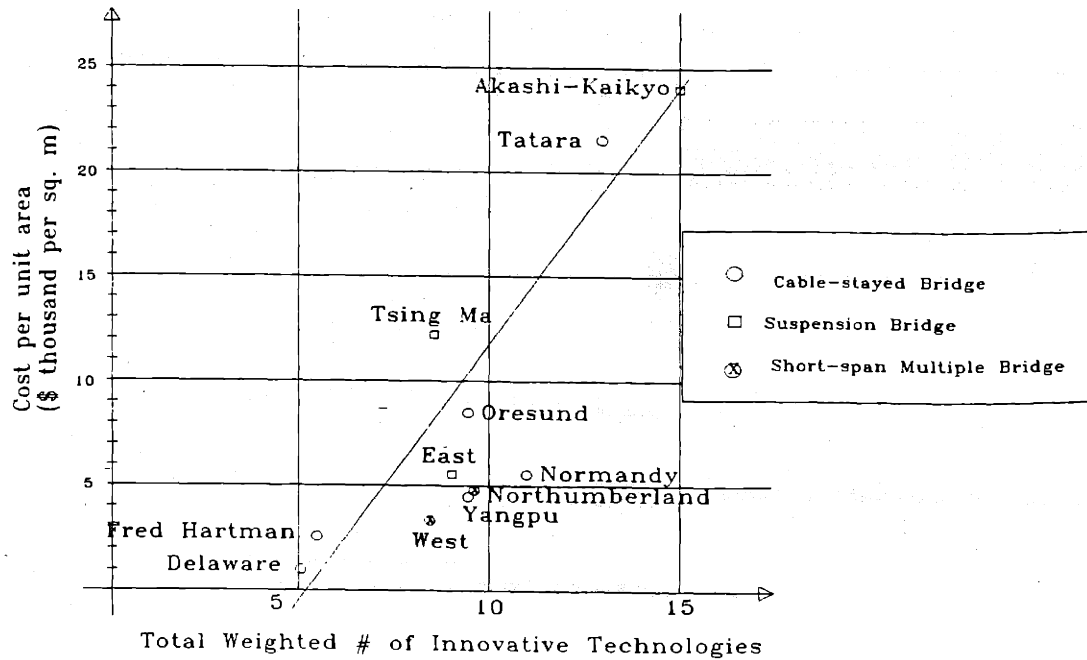 25
Akashi-Kaikyo
Tatara
20
Cost per unit area
($ thousand per sq. m)
15
Cable-stayed Bridge
Tsing Ma
Suspension Bridge
Short-span Multiple Bridge
10
Oresund
East
Normandy
5
Northumberland
Yangpu
Fred Hartman
West
Delaware
5
10
15
Total Weighted # of Innovative Technologies